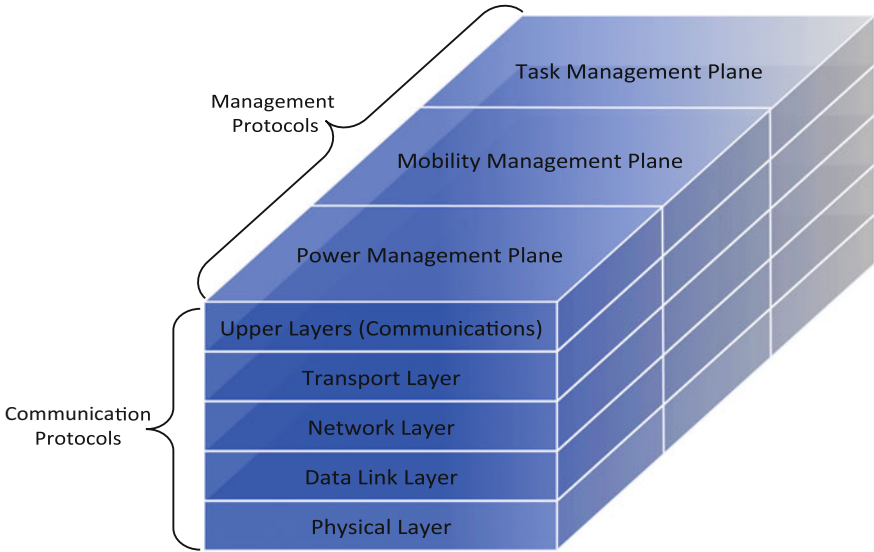 Task Management Plane
Management
Protocols
Mobility Management Plane
Power Management Plane
Upper Layers (Communications)
Transport Layer
Communication
Protocols
Network Layer
Data Link Layer
Physical Layer